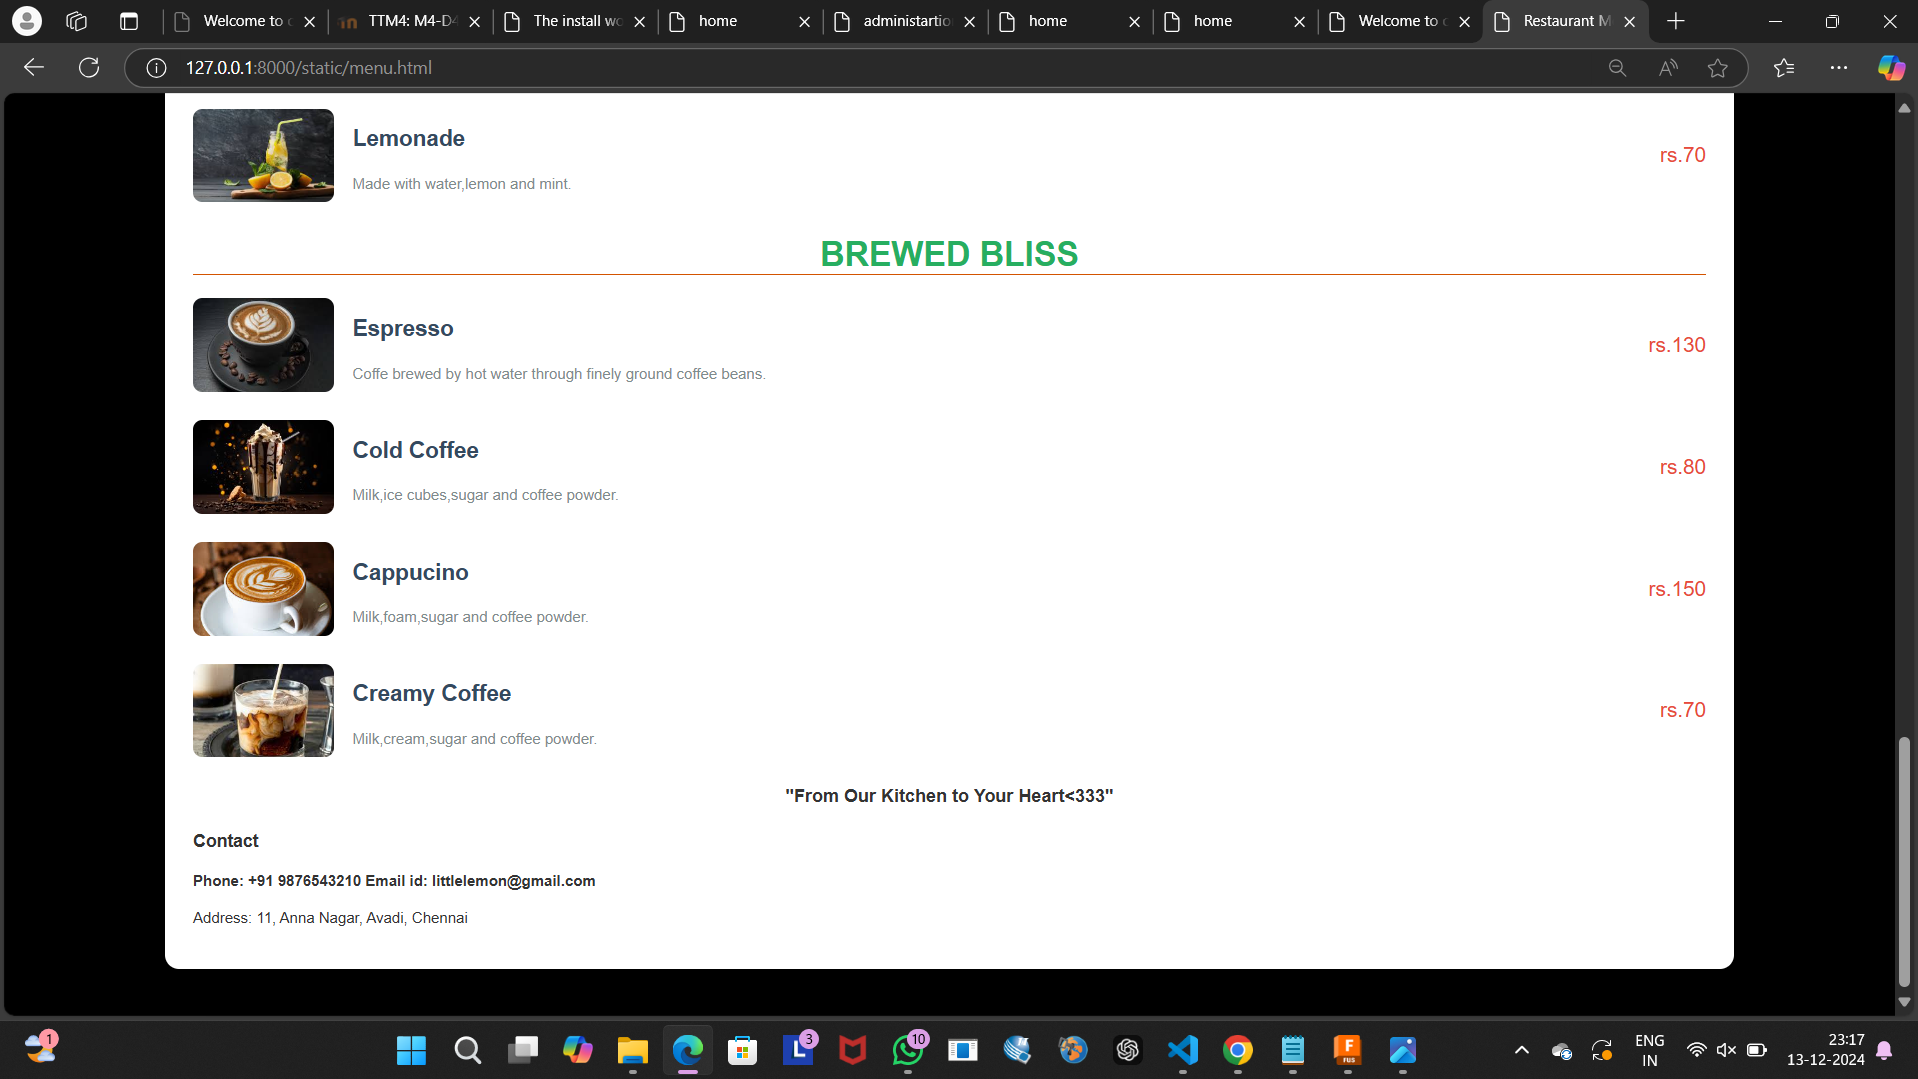 Welcome to
TTM4: M4-D4
The install wo
home
administartio
home
home
Welcome to
Restaurant M
127.0.0.1:8000/static/menu.html
Lemonade
Made with water,lemon and mint.
rs.70
BREWED BLISS
Espresso
Coffe brewed by hot water through finely ground coffee beans.
rs.130
Cold Coffee
Milk,ice cubes,sugar and coffee powder.
rs.80
Cappucino
Milk,foam,sugar and coffee powder.
rs.150
Creamy Coffee
Milk,cream,sugar and coffee powder.
rs.70
"From Our Kitchen to Your Heart<333"
Contact
Phone: +91 9876543210 Email id: littlelemon@gmail.com
Address: 11, Anna Nagar, Avadi, Chennai
1
L
3
10
F
FUS
ENG
IN
23:17
13-12-2024